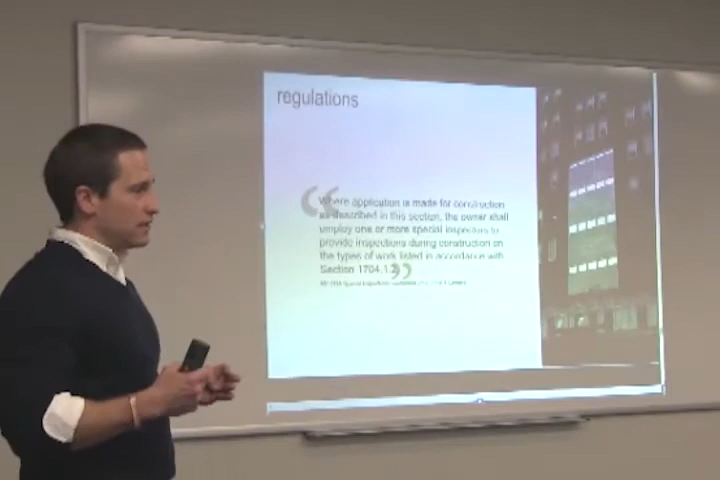 regulations
“Where application is made for construction
as described in this section, the owner shall
employ one or more special inspectors to
provide inspections during construction on
the types of work listed in accordance with
Section 1704.1.2”